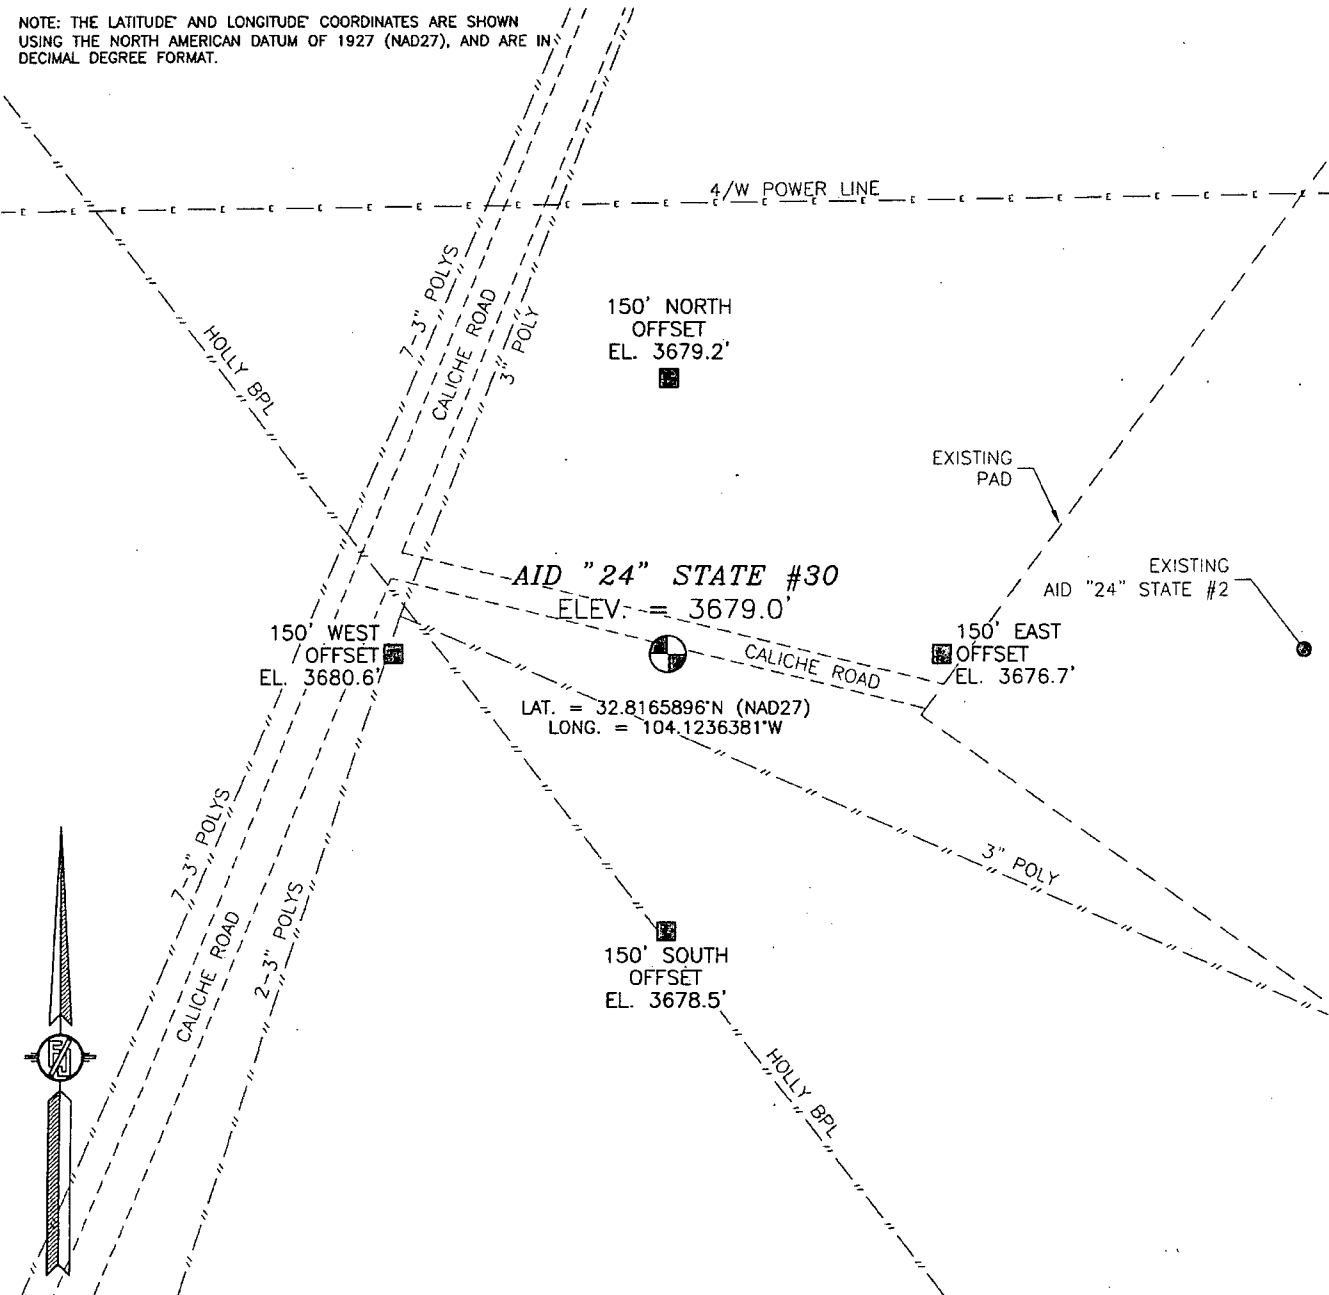 NOTE: THE LATITUDE AND LONGITUDE COORDINATES ARE SHOWN
USING THE NORTH AMERICAN DATUM OF 1927 (NAD27), AND ARE IN
DECIMAL DEGREE FORMAT.
4/W POWER LINE
E E E E E E E E E E E E E E E E E E E E E E E E E E
7-3" POLYS
CALICHE ROAD
3" POLY
HOLLY BPL
150' NORTH
OFFSET
EL. 3679.2'
EXISTING
PAD
EXISTING
AID "24" STATE #2
AID "24" STATE #30
ELEV. = 3679.0'
150' WEST
OFFSET
EL. 3680.6'
150' EAST
OFFSET
EL. 3676.7'
CALICHE ROAD
LAT. = 32.8165896°N (NAD27)
LONG. = 104.1236381°W
7-3" POLYS
CALICHE ROAD
2-3" POLYS
3" POLY
150' SOUTH
OFFSET
EL. 3678.5'
HOLLY BPL